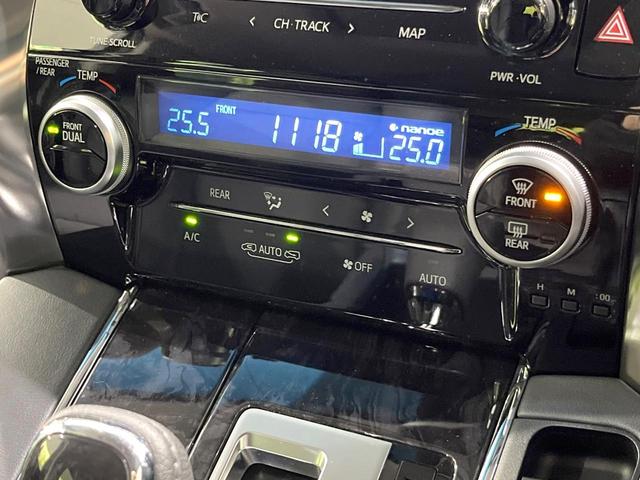 T C
< CH·TRACK >
MAP
TUNE·SCROLL
PWR·VOL
PASSENGER
/REAR
TEMP
FRONT
DUAL
25.5
FRONT
11:18
nanoe
25.0
TEMP
FRONT
REAR
REAR
< >
A/C
AUTO
OFF
AUTO
H
M
:00